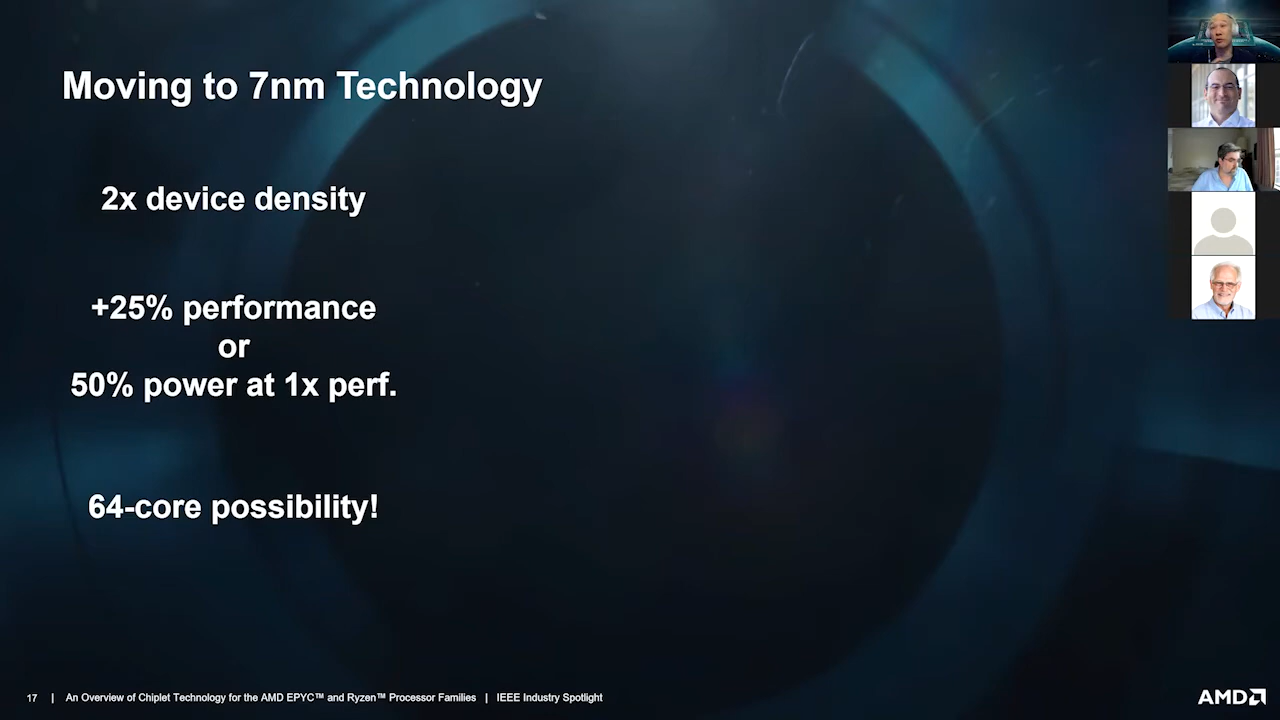 Moving to 7nm Technology
2x device density
+25% performance
or
50% power at 1x perf.
64-core possibility!
17 | An Overview of Chiplet Technology for the AMD EPYC™ and Ryzen™ Processor Families | IEEE Industry Spotlight
AMD